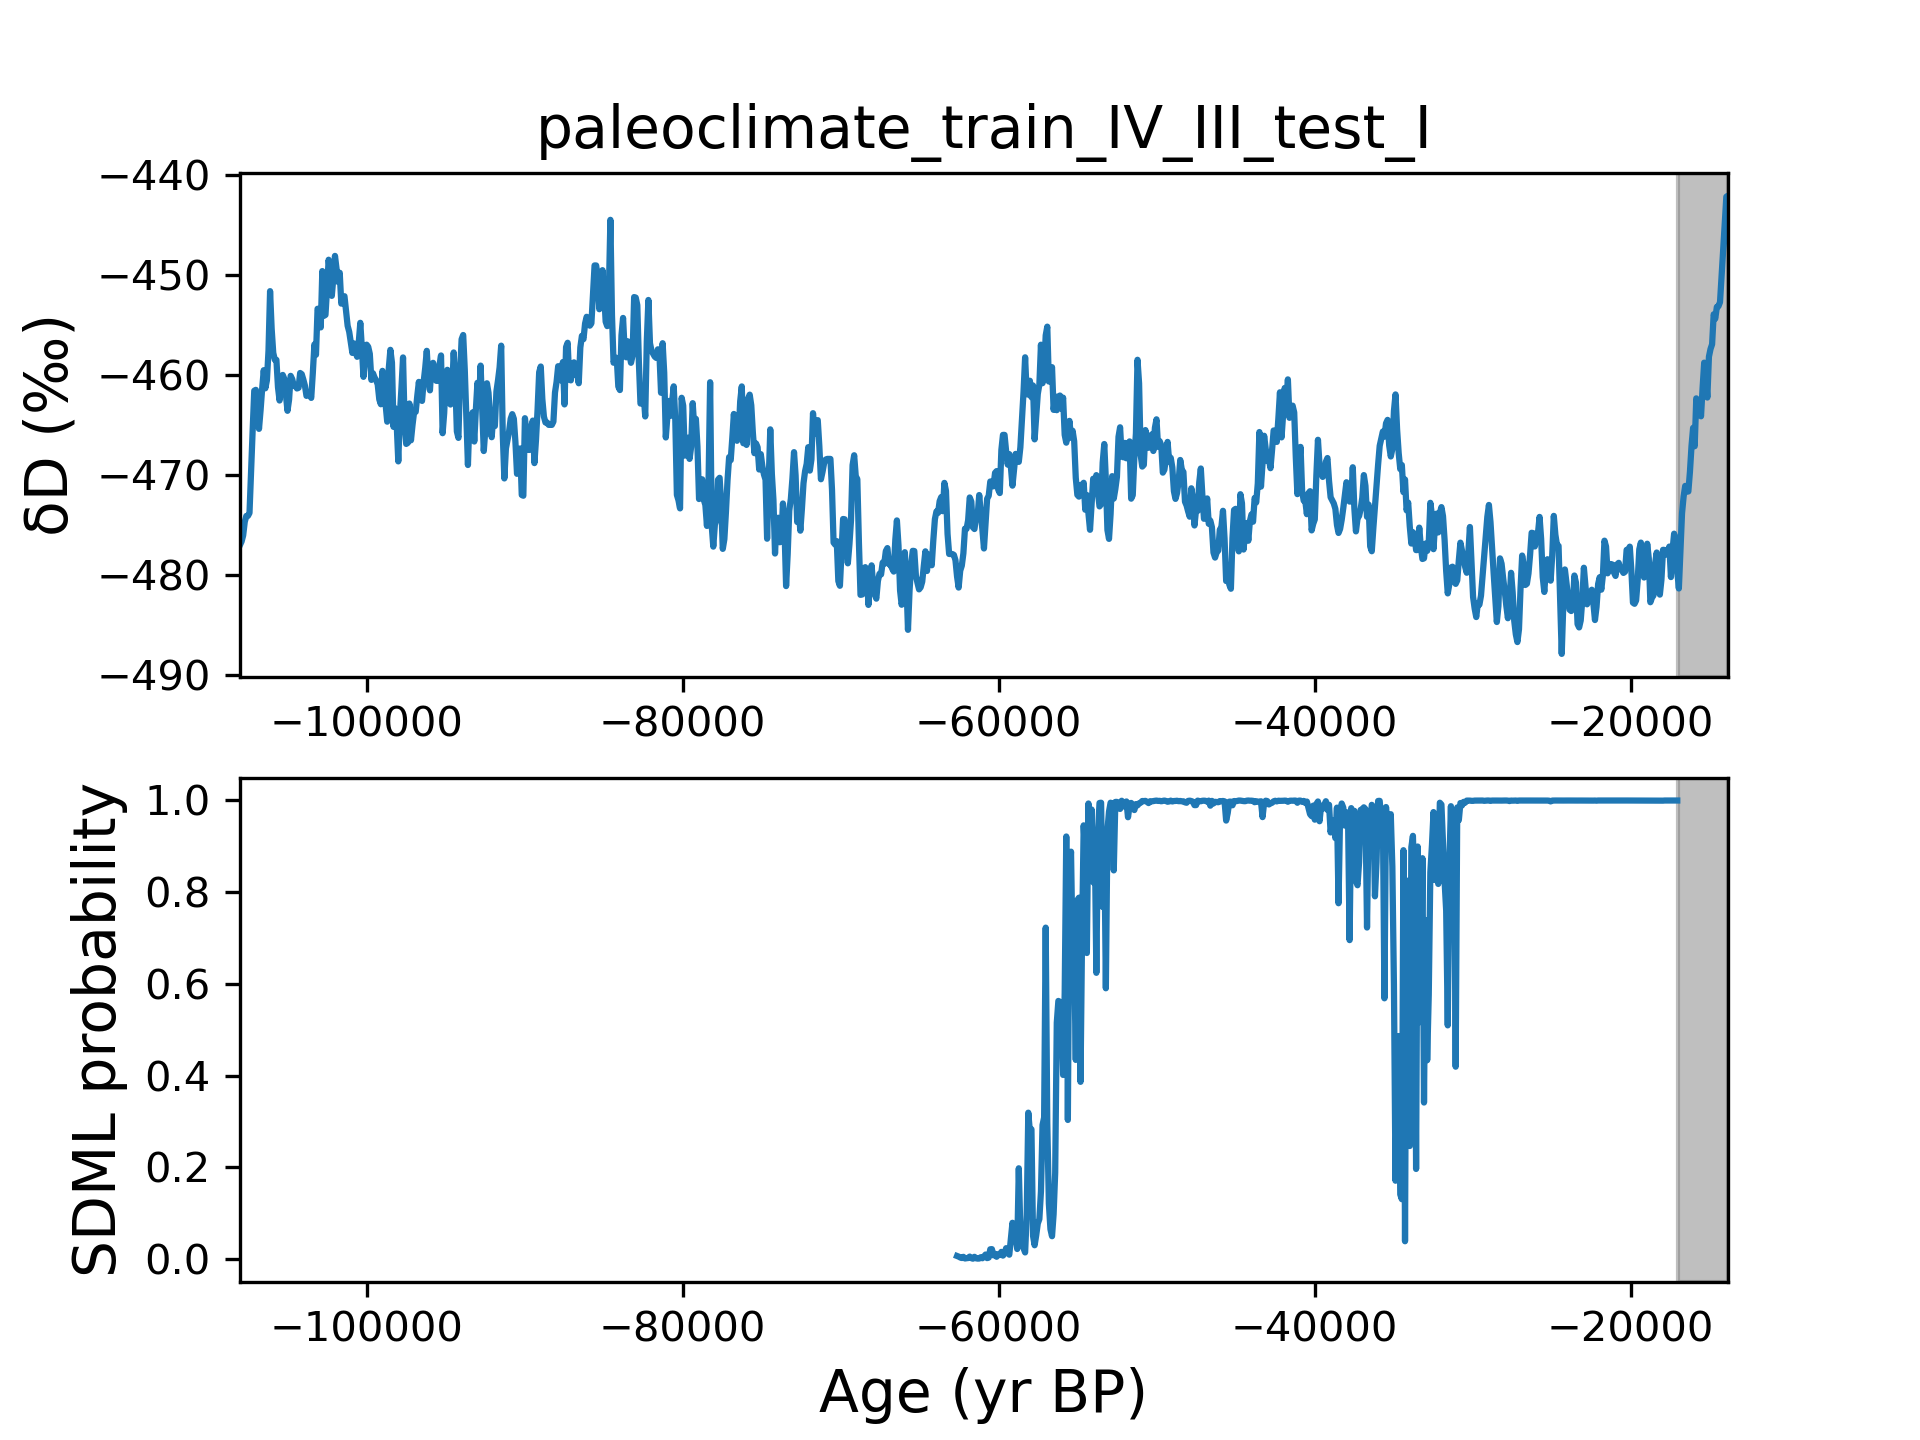 paleoclimate_train_IV_III_test_I
δD (‰)
−440
−450
−460
−470
−480
−490
−100000 −80000 −60000 −40000 −20000
SDML probability
1.0
0.8
0.6
0.4
0.2
0.0
−100000 −80000 −60000 −40000 −20000
Age (yr BP)